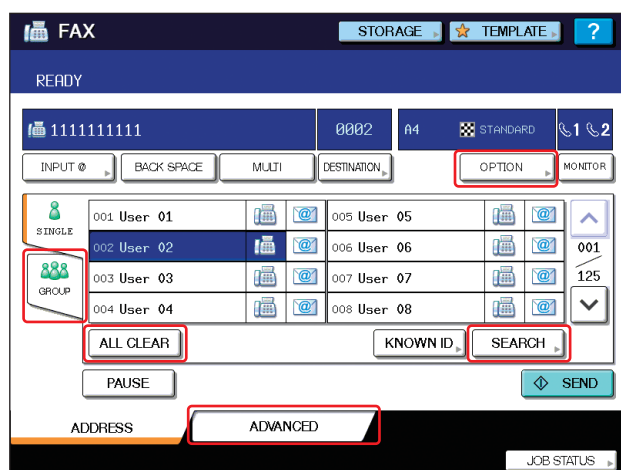 FAX STORAGE TEMPLATE ?
READY
1111111111 0002 A4 STANDARD 1 2
INPUT @ BACK SPACE MULTI DESTINATION OPTION MONITOR
SINGLE
001 User 01 @ 005 User 05 @
002 User 02 @ 006 User 06 @ 001
GROUP
003 User 03 @ 007 User 07 @ 125
004 User 04 @ 008 User 08 @
ALL CLEAR KNOWN ID SEARCH
PAUSE SEND
ADDRESS ADVANCED
JOB STATUS